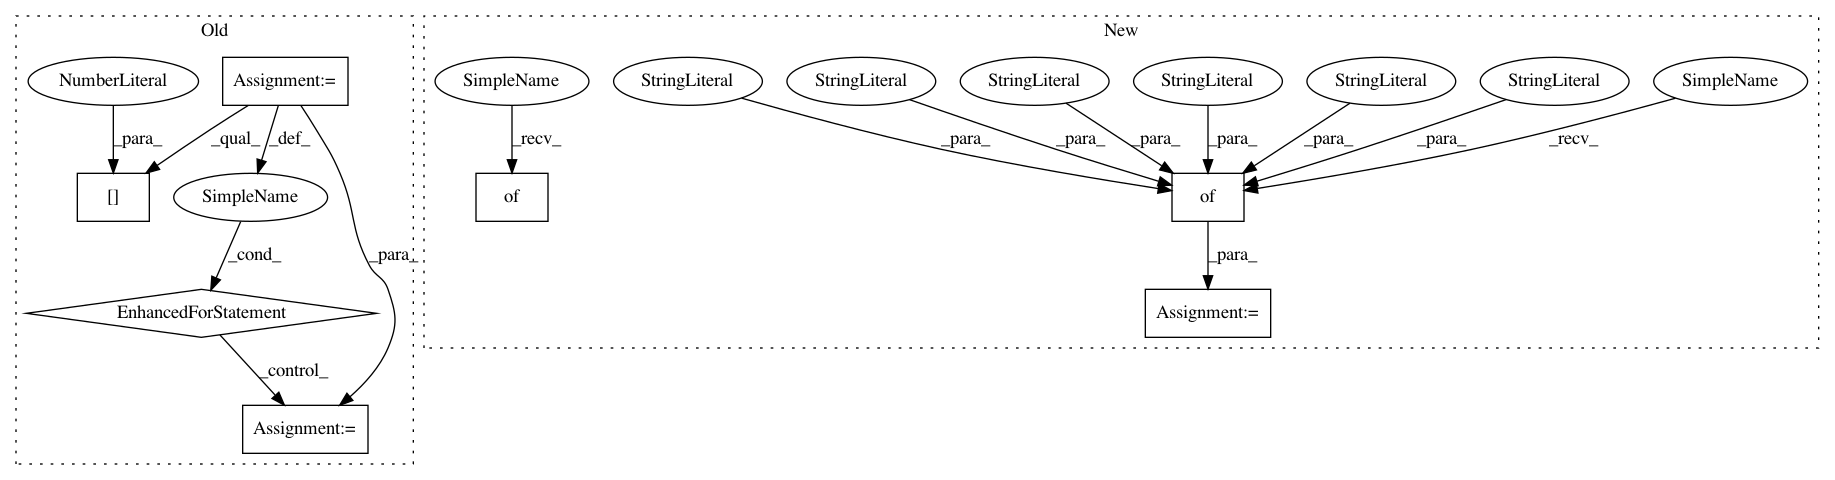 Old
New
NumberLiteral
Assignment:=
SimpleName
StringLiteral
StringLiteral
StringLiteral
StringLiteral
StringLiteral
StringLiteral
SimpleName
_para_
_qual_
_def_
_recv_
_para_
_para_
_para_
_para_
_para_
_para_
_recv_
[]
SimpleName
of
of
_cond_
_para_
_para_
EnhancedForStatement
Assignment:=
_control_
Assignment:=